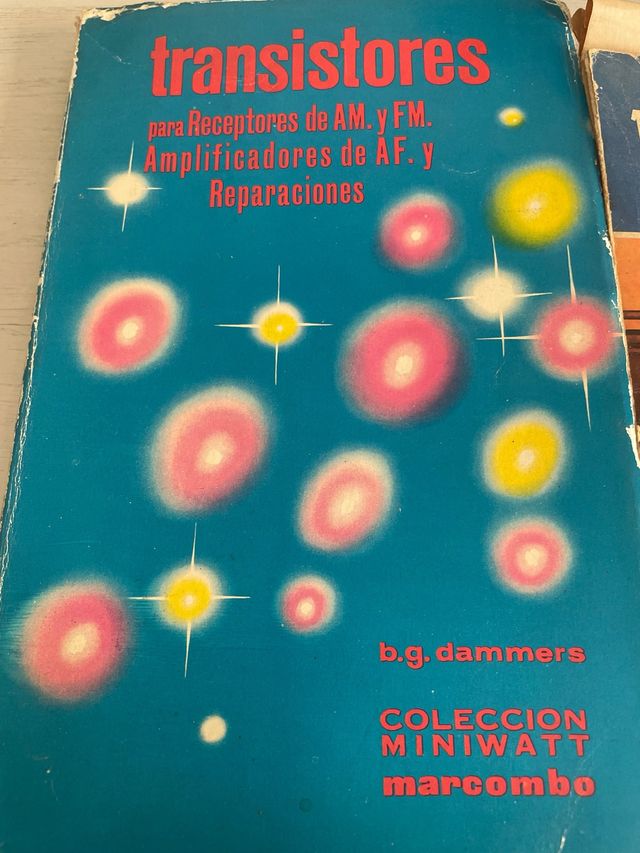 transistores
para Receptores de AM. y FM.
Amplificadores de AF. y
Reparaciones
b.g. dammers
COLECCION
MINIWATT
marcombo